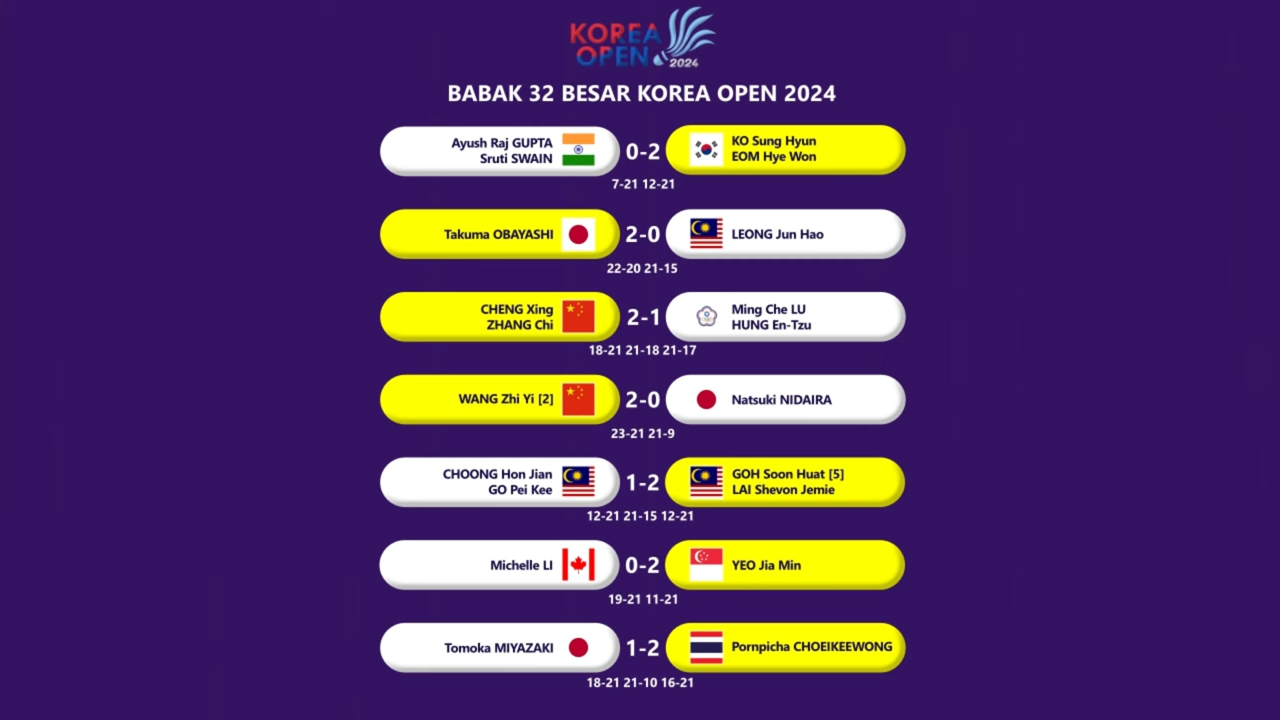 KOREA
OPEN
2024
BABAK 32 BESAR KOREA OPEN 2024
Ayush Raj GUPTA
Sruti SWAIN
0-2
KO Sung Hyun
EOM Hye Won
7-21 12-21
Takuma OBAYASHI
2-0
LEONG Jun Hao
22-20 21-15
CHENG Xing
ZHANG Chi
2-1
Ming Che LU
HUNG En-Tzu
18-21 21-18 21-17
WANG Zhi Yi [2]
2-0
Natsuki NIDAIRA
23-21 21-9
CHOONG Hon Jian
GO Pei Kee
1-2
GOH Soon Huat [5]
LAI Shevon Jemie
12-21 21-15 12-21
Michelle LI
0-2
YEO Jia Min
19-21 11-21
Tomoka MIYAZAKI
1-2
Pornpicha CHOEIKEEWONG
18-21 21-10 16-21